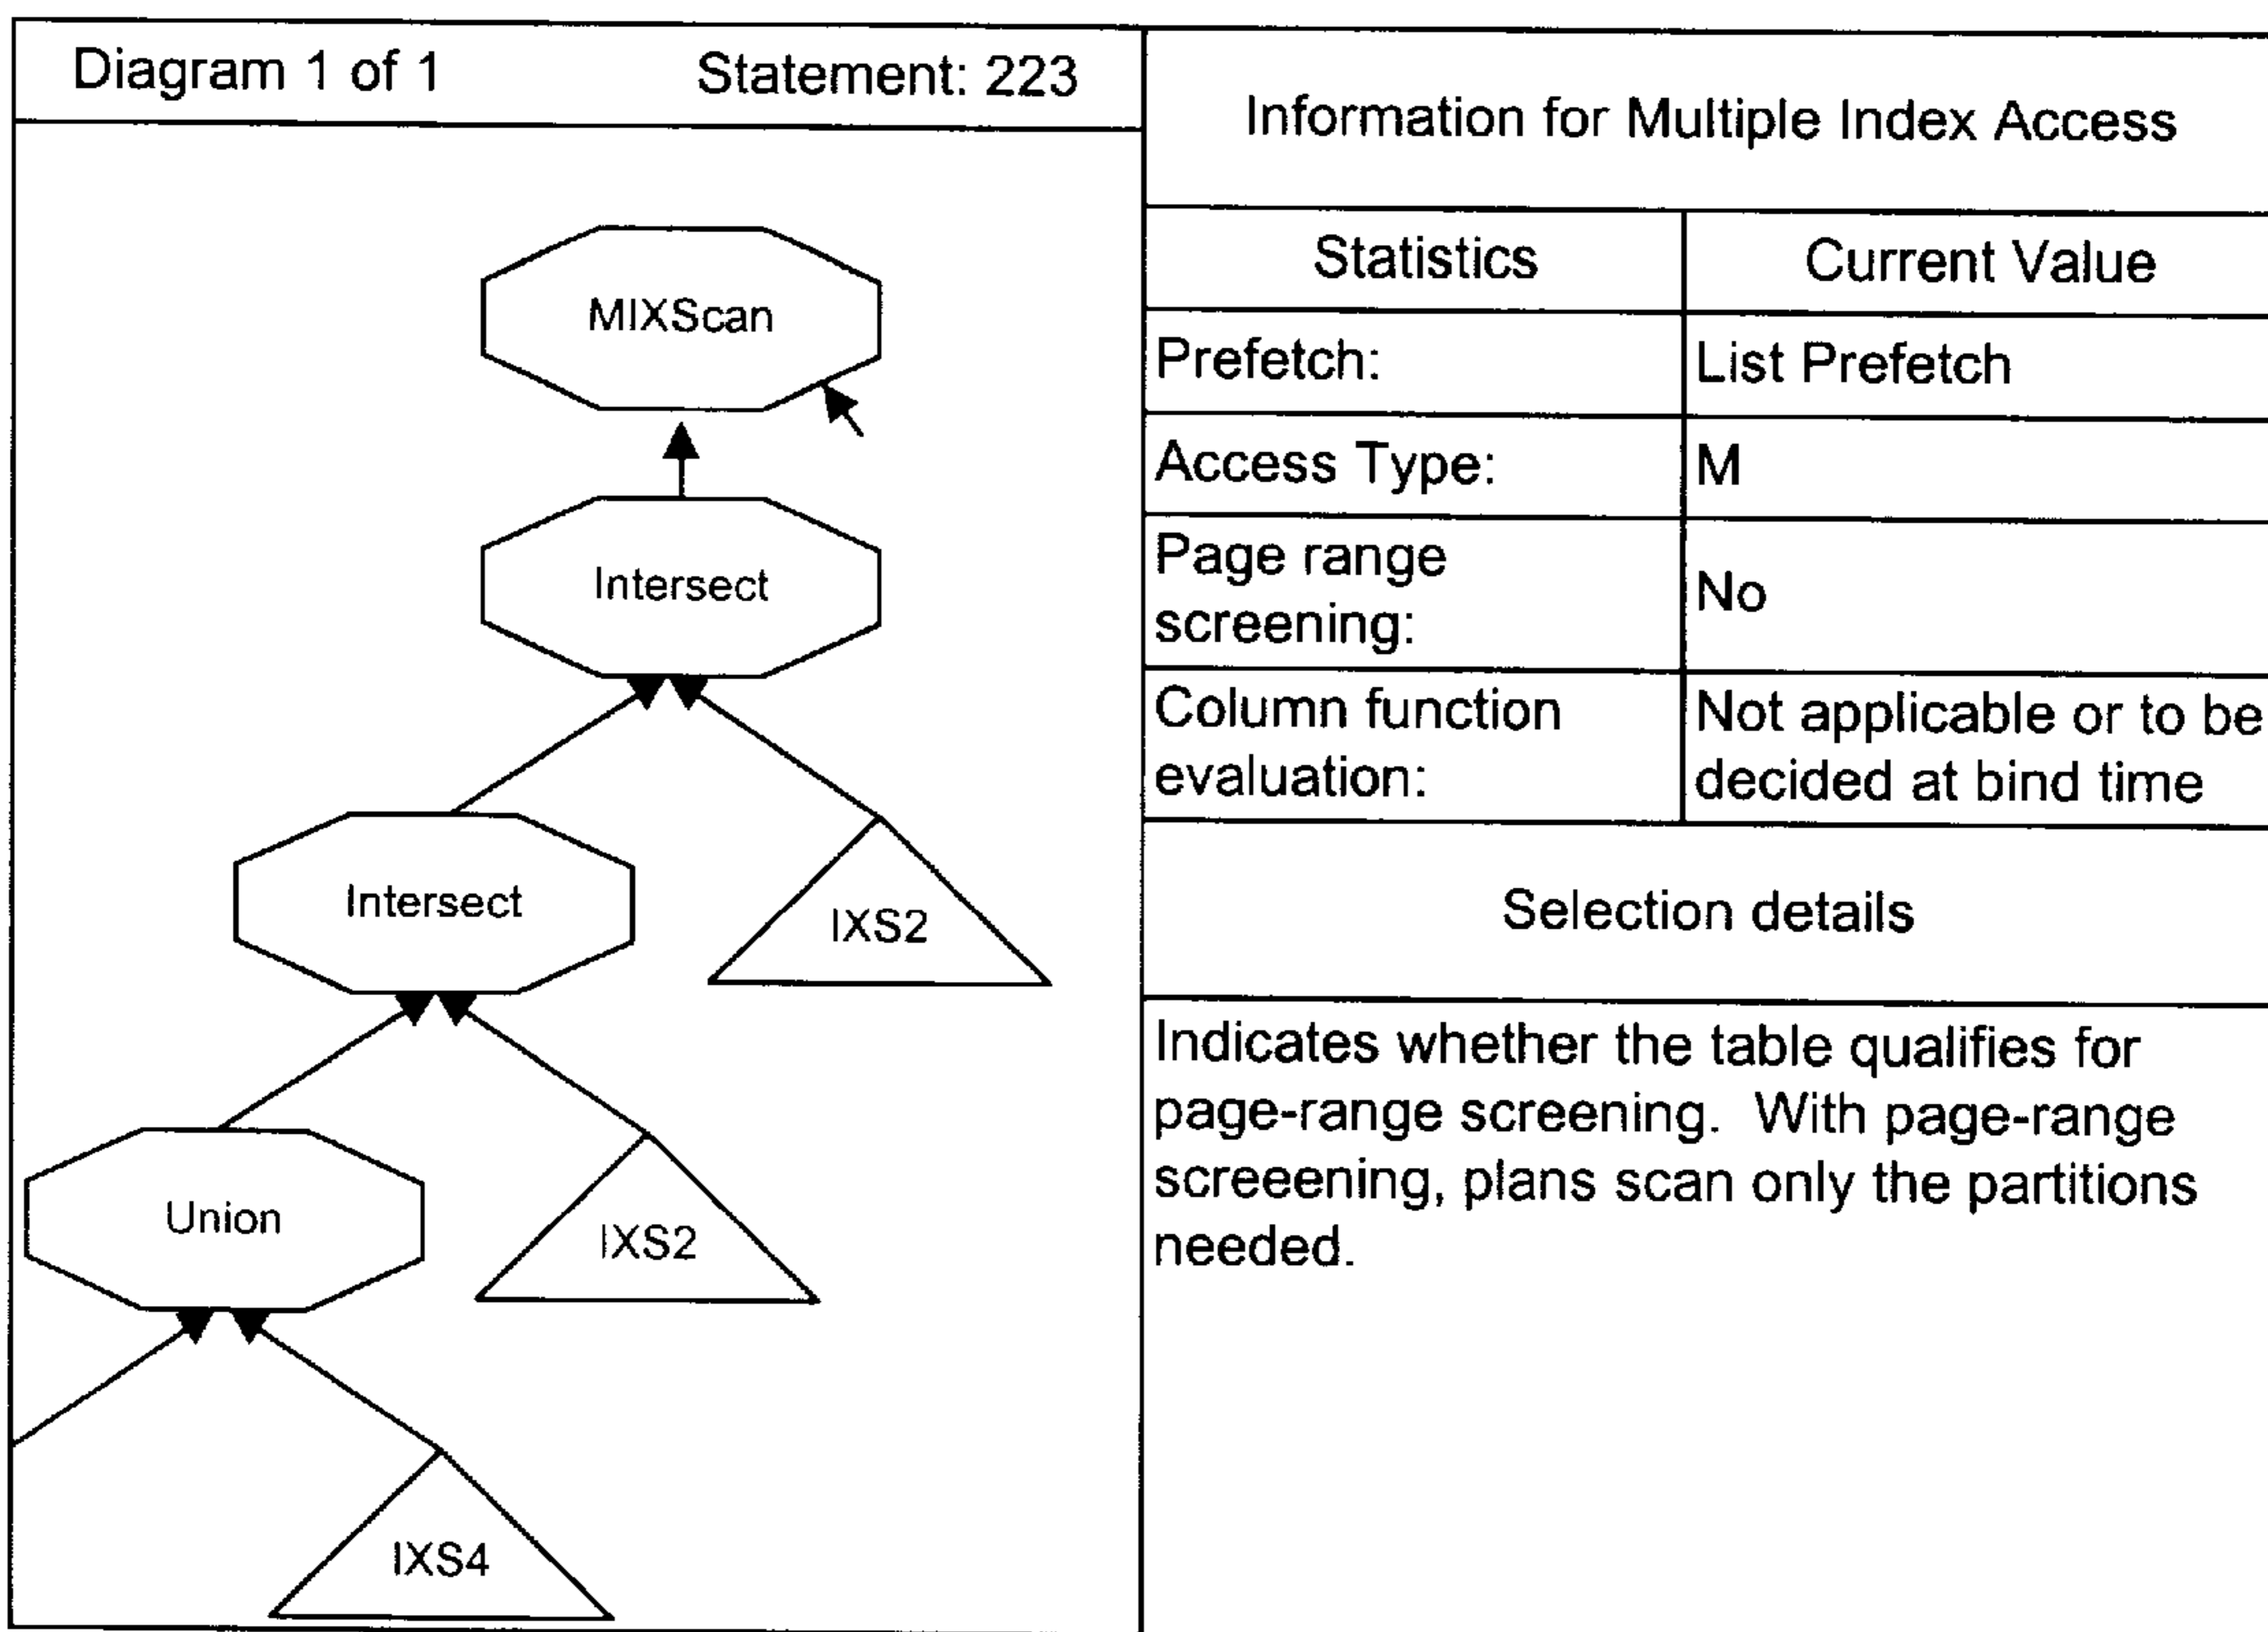 Diagram 1 of 1
Statement: 223
MIXScan
Intersect
Intersect
IXS2
Union
IXS2
IXS4
Information for Multiple Index Access
Statistics
Current Value
Prefetch:
List Prefetch
Access Type:
M
Page range
screening:
No
Column function
evaluation:
Not applicable or to be
decided at bind time
Selection details
Indicates whether the table qualifies for
page-range screening.  With page-range
screeening, plans scan only the partitions
needed.